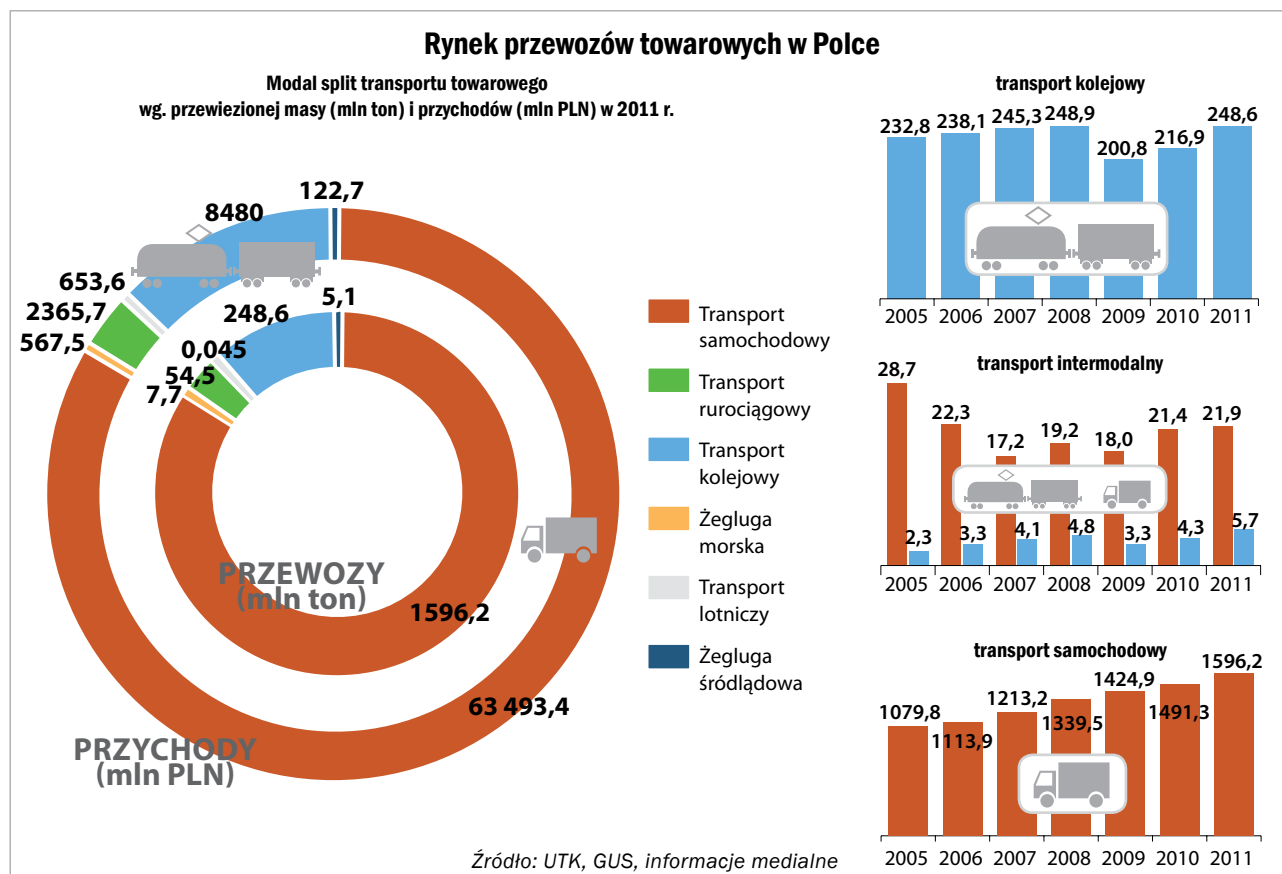 Rynek przewozów towarowych w Polce
Modal split transportu towarowego
wg. przewiezionej masy (mln ton) i przychodów (mln PLN) w 2011 r.
122,7
8480
653,6
2365,7
567,5
5,1
248,6
0,045
54,5
7,7
PRZEWOZY
(mln ton)
1596,2
63 493,4
PRZYCHODY
(mln PLN)
Transport
samochodowy
Transport
rurociągowy
Transport
kolejowy
Żegluga
morska
Transport
lotniczy
Żegluga
śródlądowa
transport kolejowy
232,8 238,1 245,3 248,9 200,8 216,9 248,6
2005 2006 2007 2008 2009 2010 2011
transport intermodalny
28,7 22,3 17,2 19,2 18,0 21,4 21,9
2,3 3,3 4,1 4,8 3,3 4,3 5,7
2005 2006 2007 2008 2009 2010 2011
transport samochodowy
1079,8 1113,9 1213,2 1339,5 1424,9 1491,3 1596,2
2005 2006 2007 2008 2009 2010 2011
Źródło: UTK, GUS, informacje medialne